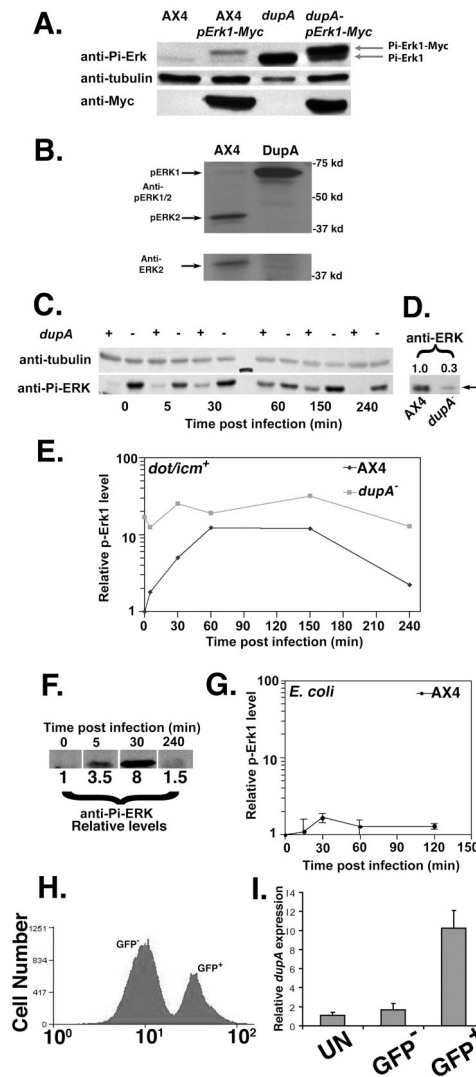 A.
AX4 AX4 dupA dupA-
pErk1-Myc pErk1-Myc
anti-Pi-Erk
Pi-Erk1-Myc
Pi-Erk1
anti-tubulin
anti-Myc
B.
AX4 DupA
pERK1
-75 kd
Anti-
pERK1/2
-50 kd
pERK2
-37 kd
Anti-
ERK2
-37 kd
C.
dupA + - + - + - + - + - + -
anti-tubulin
anti-Pi-ERK
0 5 30 60 150 240
Time post infection (min)
D.
anti-ERK
1.0 0.3
AX4 dupA-
E.
dot/icm+
AX4
dupA-
Relative p-Erk1 level
100
10
1
0 30 60 90 120 150 180 210 240
Time post infection (min)
F.
Time post infection (min)
0 5 30 240
1 3.5 8 1.5
anti-Pi-ERK
Relative levels
G.
E. coli
AX4
Relative p-Erk1 level
100
10
1
0 30 60 90 120 150
Time post infection (min)
H.
Cell Number
1251
834
417
0
GFP-
GFP+
10⁰ 10¹ 10²
I.
Relative dupA expression
14
12
10
8
6
4
2
0
UN GFP- GFP+